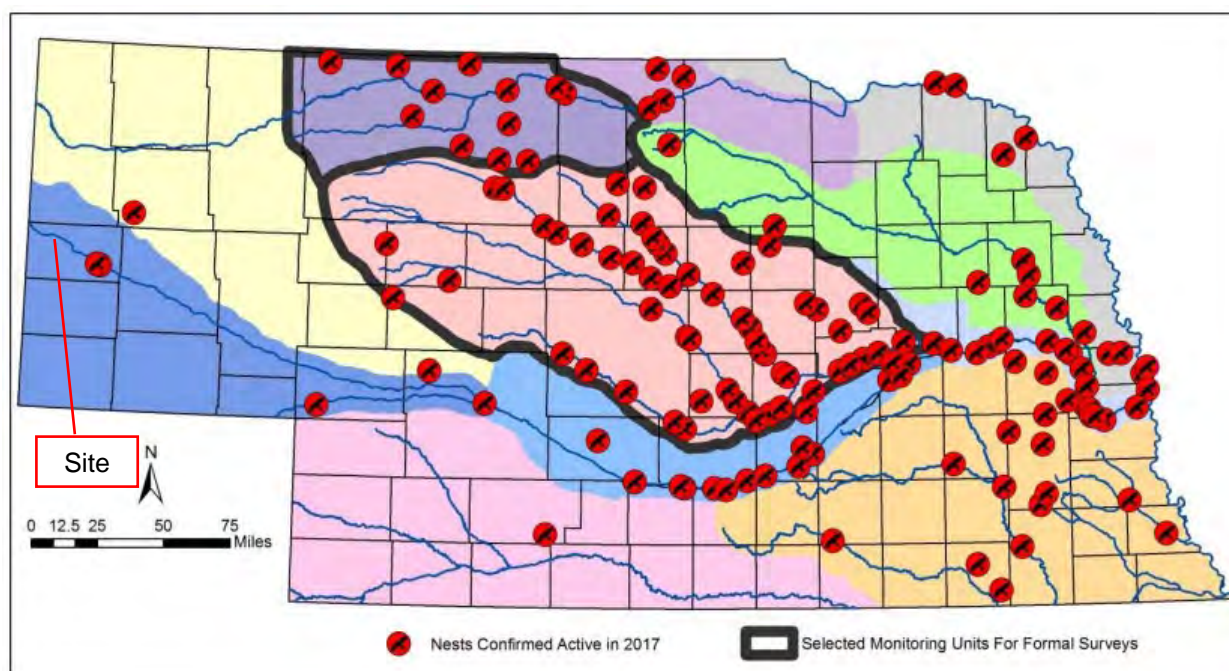 Site
N
0 12.5 25 50 75
Miles
Nests Confirmed Active in 2017
Selected Monitoring Units For Formal Surveys